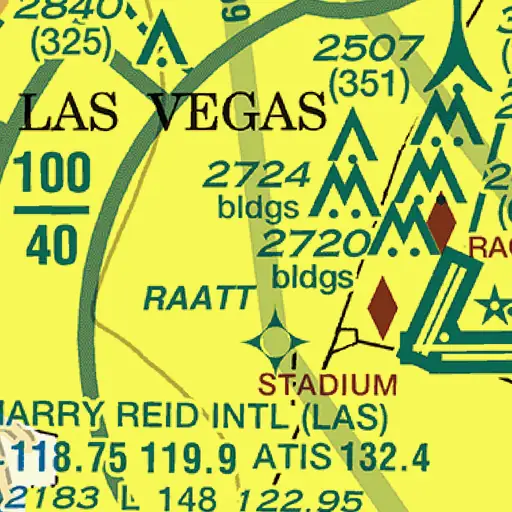 2840
(325)
99
2507
(351)
LAS VEGAS
100
40
2724
bldgs
2720
bldgs
RAATT
STADIUM
HARRY REID INTL (LAS)
118.75 119.9 ATIS 132.4
2183 L 148 122.95